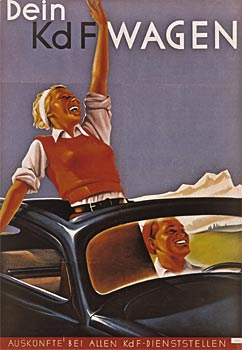 Dein
KdF WAGEN
AUSKÜNFTE BEI ALLEN KdF-DIENSTSTELLEN